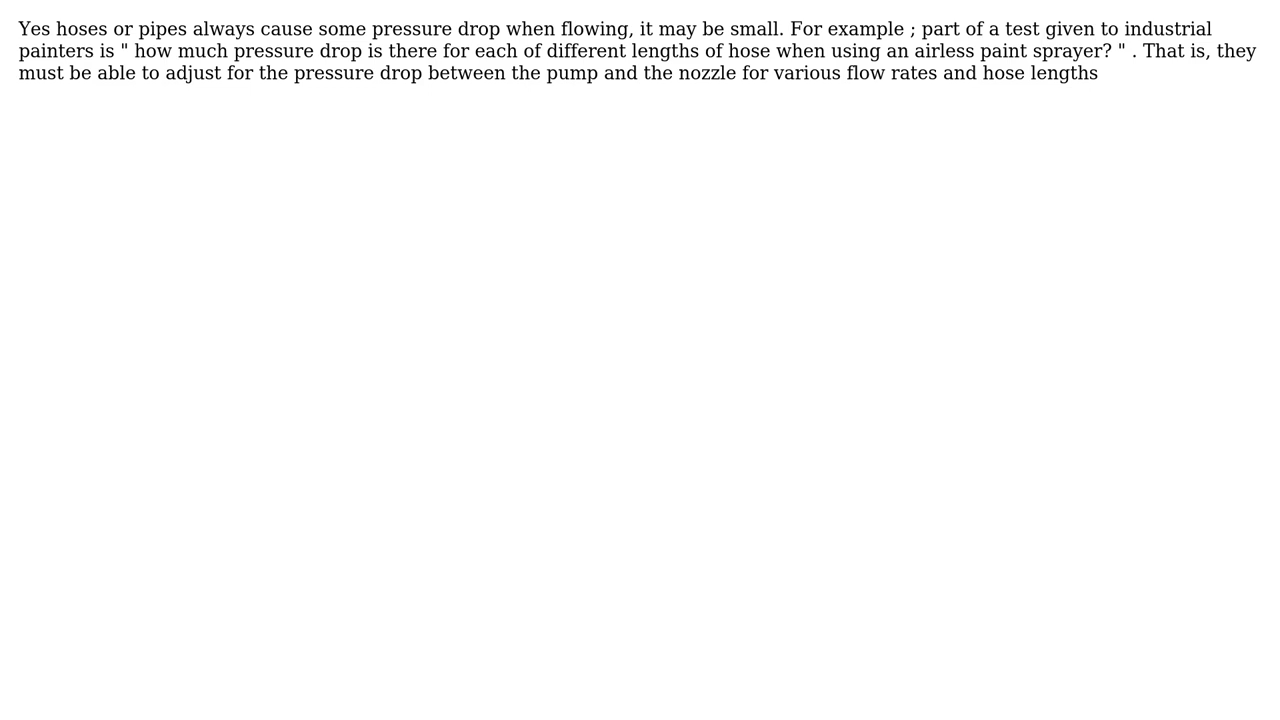 Yes hoses or pipes always cause some pressure drop when flowing, it may be small. For example ; part of a test given to industrial
painters is " how much pressure drop is there for each of different lengths of hose when using an airless paint sprayer? " . That is, they
must be able to adjust for the pressure drop between the pump and the nozzle for various flow rates and hose lengths